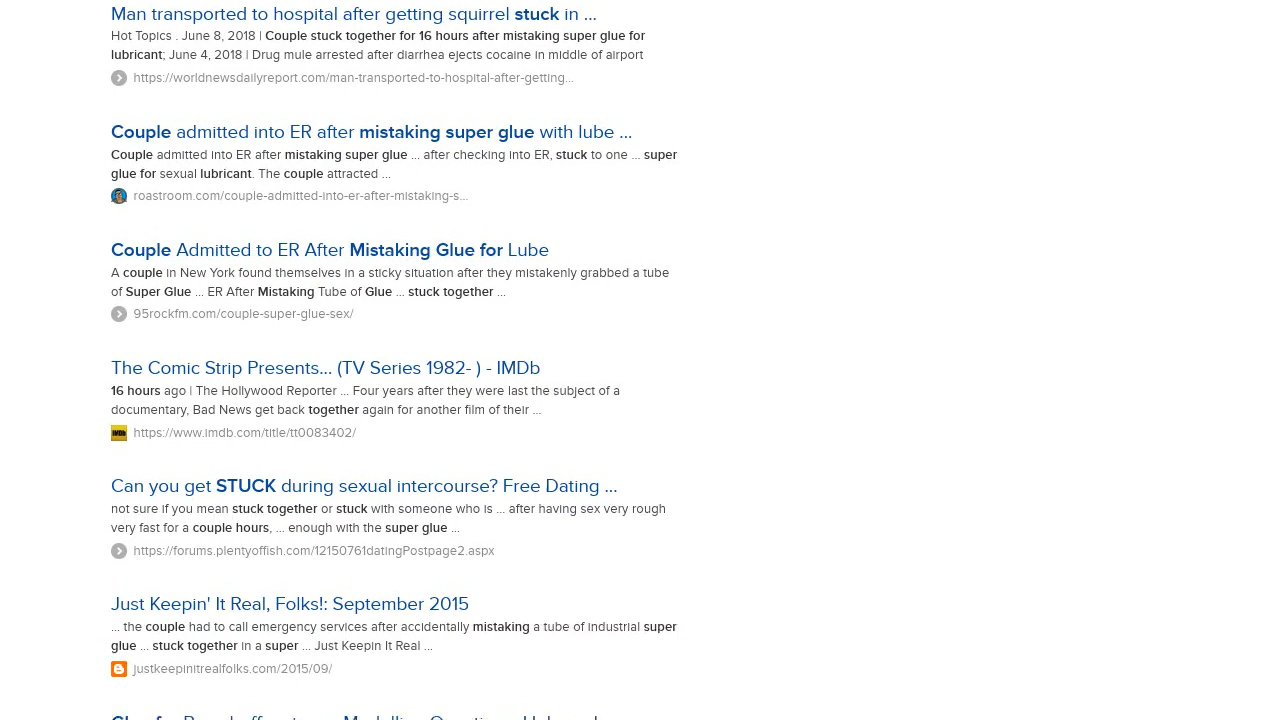 Man transported to hospital after getting squirrel stuck in ...
Hot Topics . June 8, 2018 | Couple stuck together for 16 hours after mistaking super glue for
lubricant; June 4, 2018 | Drug mule arrested after diarrhea ejects cocaine in middle of airport
https://worldnewsdailyreport.com/man-transported-to-hospital-after-getting...
Couple admitted into ER after mistaking super glue with lube ...
Couple admitted into ER after mistaking super glue ... after checking into ER, stuck to one ... super
glue for sexual lubricant. The couple attracted ...
roastroom.com/couple-admitted-into-er-after-mistaking-s...
Couple Admitted to ER After Mistaking Glue for Lube
A couple in New York found themselves in a sticky situation after they mistakenly grabbed a tube
of Super Glue ... ER After Mistaking Tube of Glue ... stuck together ...
95rockfm.com/couple-super-glue-sex/
The Comic Strip Presents... (TV Series 1982- ) - IMDb
16 hours ago | The Hollywood Reporter ... Four years after they were last the subject of a
documentary, Bad News get back together again for another film of their ...
https://www.imdb.com/title/tt0083402/
Can you get STUCK during sexual intercourse? Free Dating ...
not sure if you mean stuck together or stuck with someone who is ... after having sex very rough
very fast for a couple hours, ... enough with the super glue ...
https://forums.plentyoffish.com/12150761datingPostpage2.aspx
Just Keepin' It Real, Folks!: September 2015
... the couple had to call emergency services after accidentally mistaking a tube of industrial super
glue ... stuck together in a super ... Just Keepin It Real ...
justkeepinitrealfolks.com/2015/09/